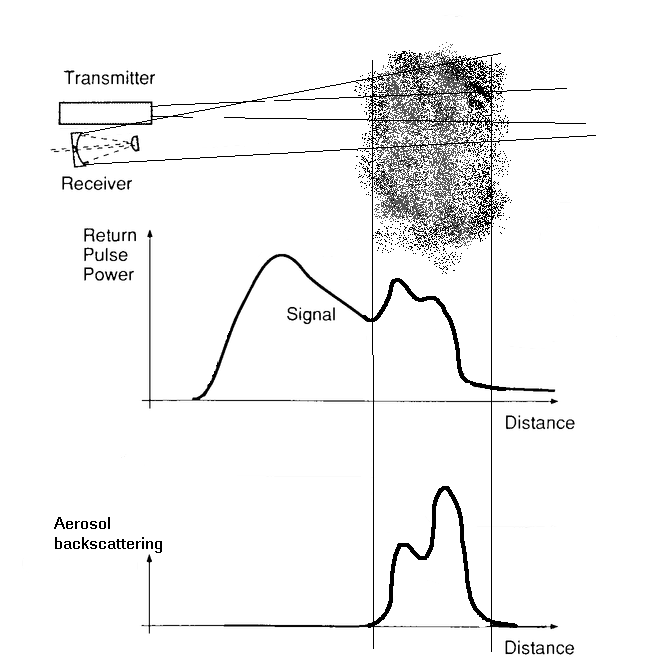 Transmitter
Receiver
Return
Pulse
Power
Signal
Distance
Aerosol
backscattering
Distance